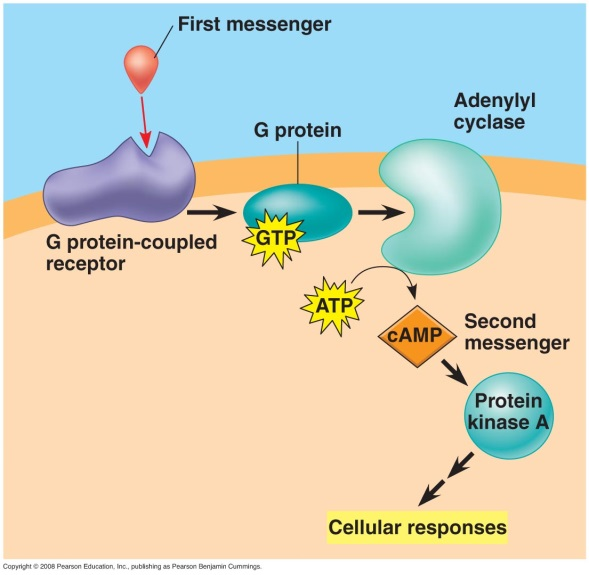 First messenger
Adenylyl
cyclase
G protein
G protein-coupled
receptor
GTP
ATP
cAMP
Second
messenger
Protein
kinase A
Cellular responses
Copyright © 2008 Pearson Education, Inc., publishing as Pearson Benjamin Cummings.